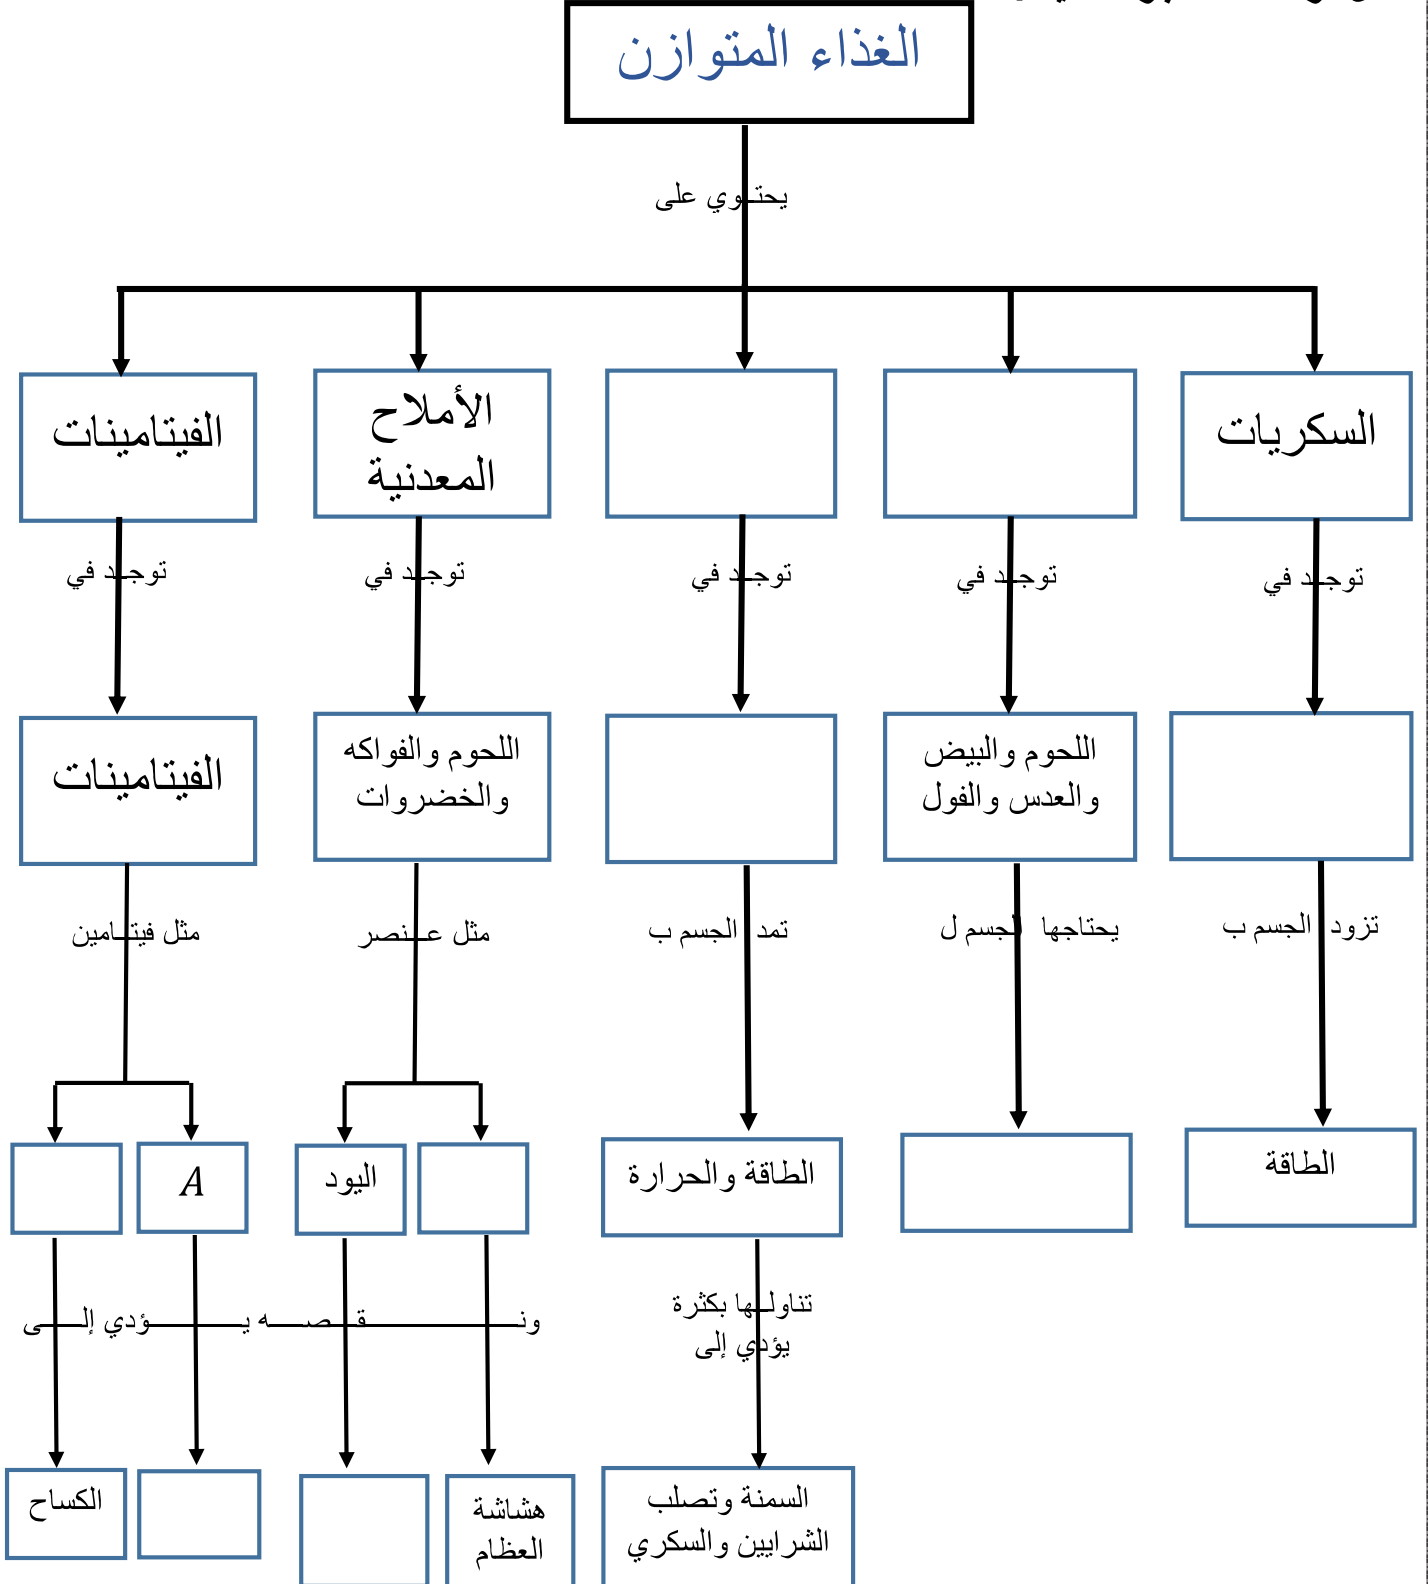 الغذاء المتوازن
يحتوي على
السكريات
الأملاح
المعدنية
الفيتامينات
توجد في
توجد في
توجد في
توجد في
توجد في
اللحوم والبيض
والعدس والفول
اللحوم والفواكه
والخضروات
الفيتامينات
تزود الجسم ب
يحتاجها الجسم ل
تمد الجسم ب
مثل عنصر
مثل فيتامين
الطاقة
الطاقة والحرارة
اليود
A
تناولها بكثرة
يؤدي إلى
ونقصه يؤدي إلى
السمنة وتصلب
الشرايين والسكري
هشاشة
العظام
الكساح